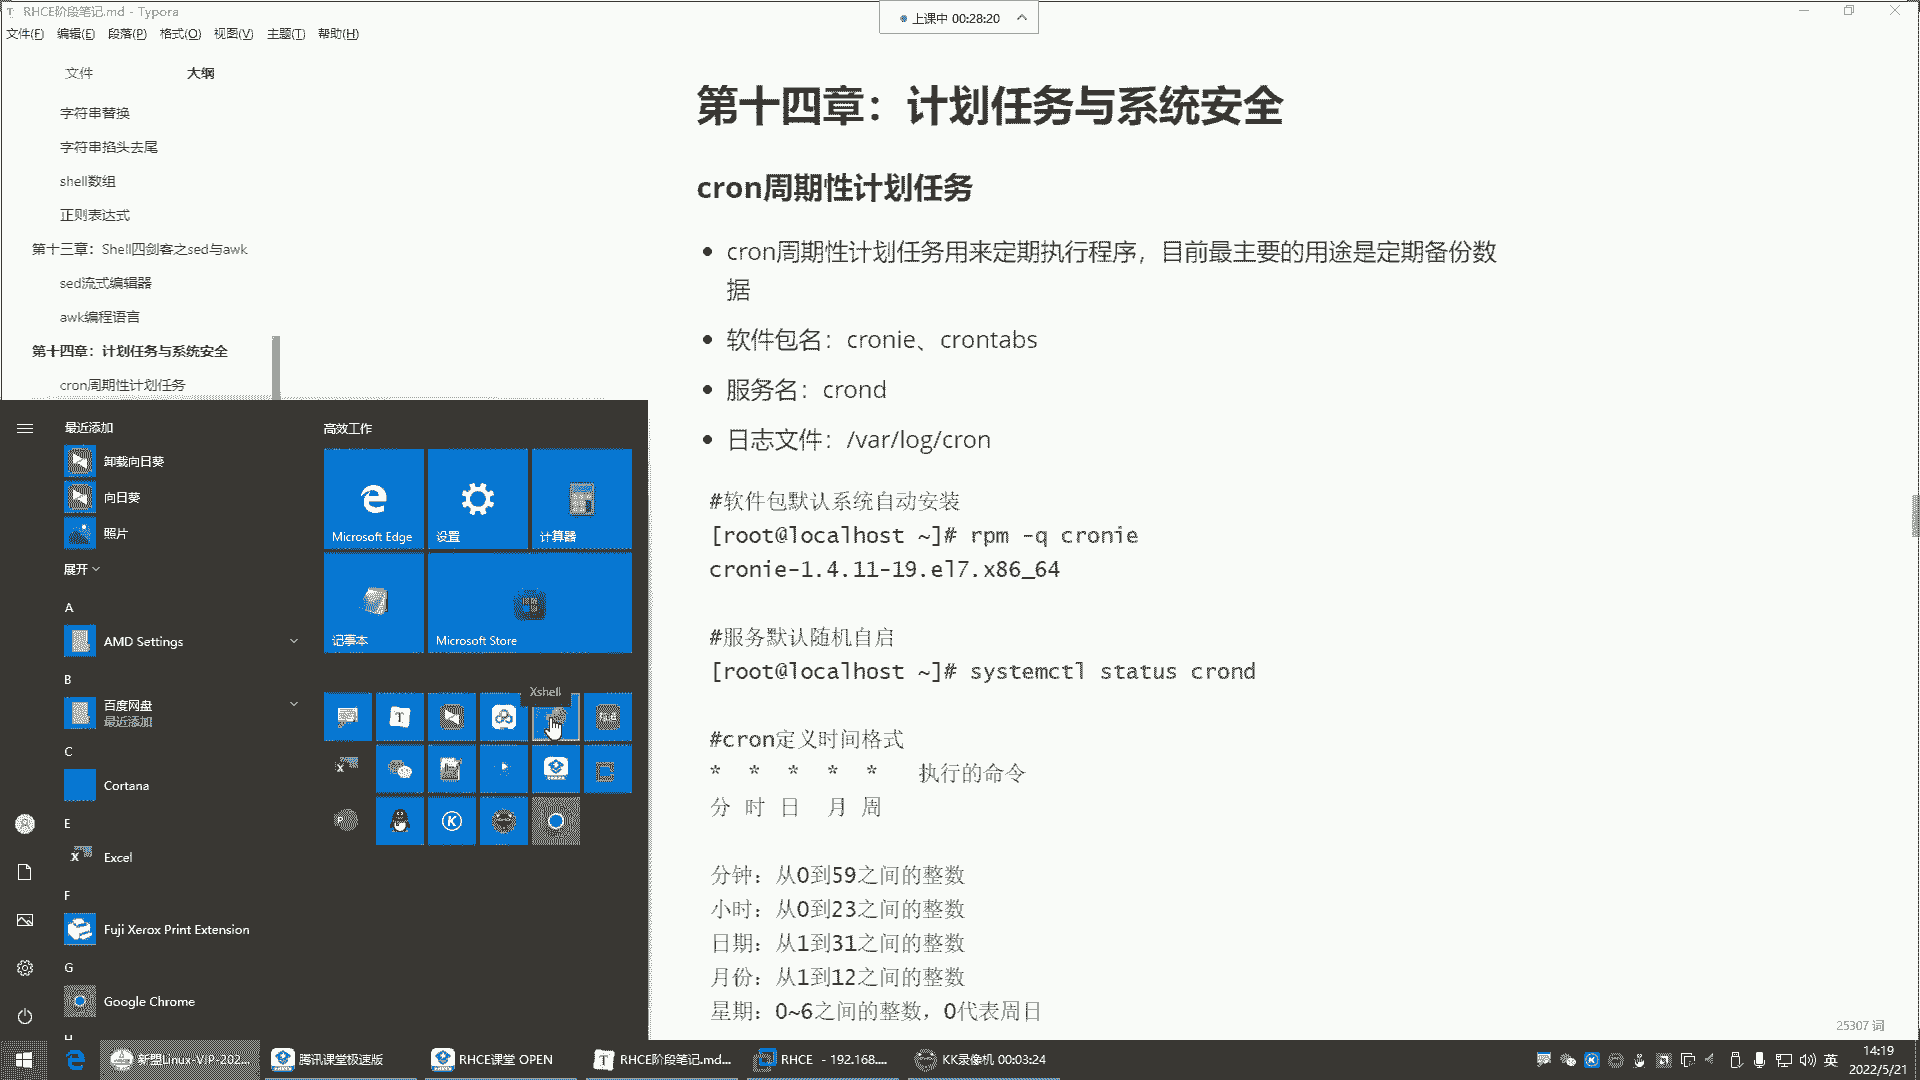 RHCE阶段笔记.md - Typora
上课中 00:28:20
文件(F) 编辑(E) 段落(P) 格式(O) 视图(V) 主题(T) 帮助(H)
文件 大纲
字符串替换
字符串掐头去尾
shell数组
正则表达式
第十三章：Shell四剑客之sed与awk
sed流式编辑器
awk编程语言
第十四章：计划任务与系统安全
cron周期性计划任务
第十四章：计划任务与系统安全
cron周期性计划任务
cron周期性计划任务用来定期执行程序，目前最主要的用途是定期备份数
据
软件包名：cronie、crontabs
服务名：crond
日志文件：/var/log/cron
#软件包默认系统自动安装
[root@localhost ~]# rpm -q cronie
cronie-1.4.11-19.el7.x86_64
#服务默认随机自启
[root@localhost ~]# systemctl status crond
#cron定义时间格式
* * * * * 执行的命令
分 时 日 月 周
分钟：从0到59之间的整数
小时：从0到23之间的整数
日期：从1到31之间的整数
月份：从1到12之间的整数
星期：0~6之间的整数，0代表周日
25307 词
最近添加
卸载向日葵
向日葵
照片
展开
A
AMD Settings
B
百度网盘
最近添加
C
Cortana
E
Excel
F
Fuji Xerox Print Extension
G
Google Chrome
H
高效工作
Microsoft Edge
设置
计算器
记事本
Microsoft Store
Xshell
新盟Linux-VIP-202...
腾讯课堂极速版
RHCE课堂 OPEN
RHCE阶段笔记.md...
RHCE - 192.168....
KK录像机 00:03:24
英
14:19
2022/5/21